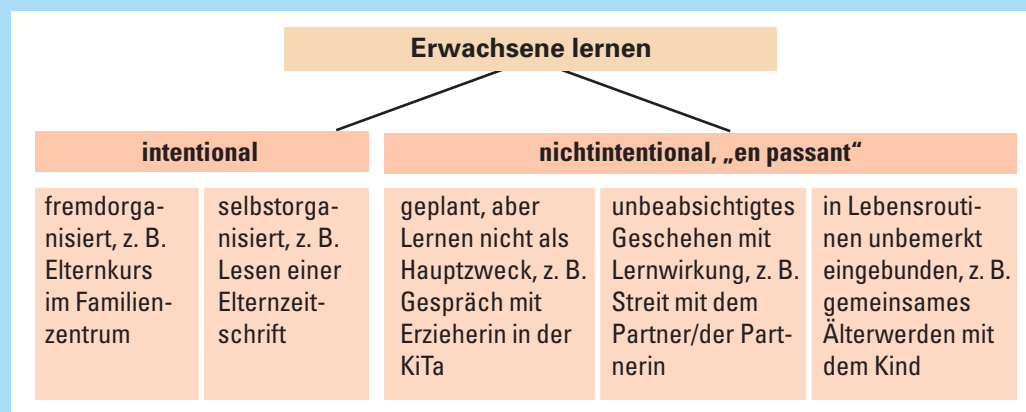 Erwachsene lernen
intentional
nichtintentional, „en passant“
fremdorga-
nisiert, z. B.
Elternkurs
im Familien-
zentrum
selbstorga-
nisiert, z. B.
Lesen einer
Elternzeit-
schrift
geplant, aber
Lernen nicht als
Hauptzweck, z. B.
Gespräch mit
Erzieherin in der
KiTa
unbeabsichtigtes
Geschehen mit
Lernwirkung, z. B.
Streit mit dem
Partner/der Part-
nerin
in Lebensrouti-
nen unbemerkt
eingebunden, z. B.
gemeinsames
Älterwerden mit
dem Kind